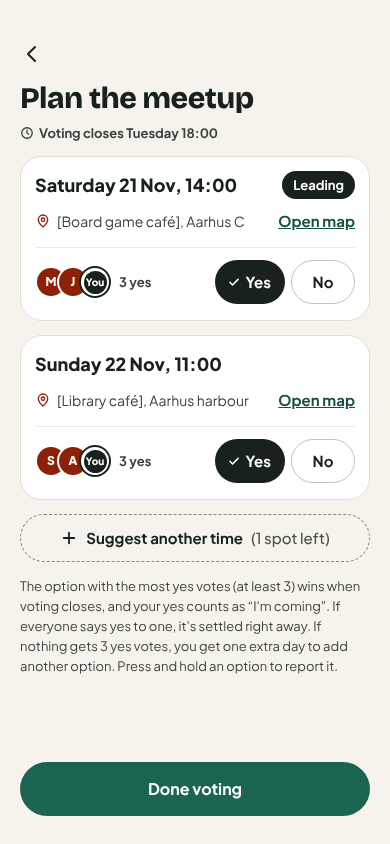 Plan the meetup
Voting closes Tuesday 18:00
Saturday 21 Nov, 14:00
Leading
[Board game café], Aarhus C
Open map
M
J
You
3 yes
Yes
No
Sunday 22 Nov, 11:00
[Library café], Aarhus harbour
Open map
S
A
You
3 yes
Yes
No
Suggest another time (1 spot left)
The option with the most yes votes (at least 3) wins when
voting closes, and your yes counts as “I'm coming”. If
everyone says yes to one, it's settled right away. If
nothing gets 3 yes votes, you get one extra day to add
another option. Press and hold an option to report it.
Done voting